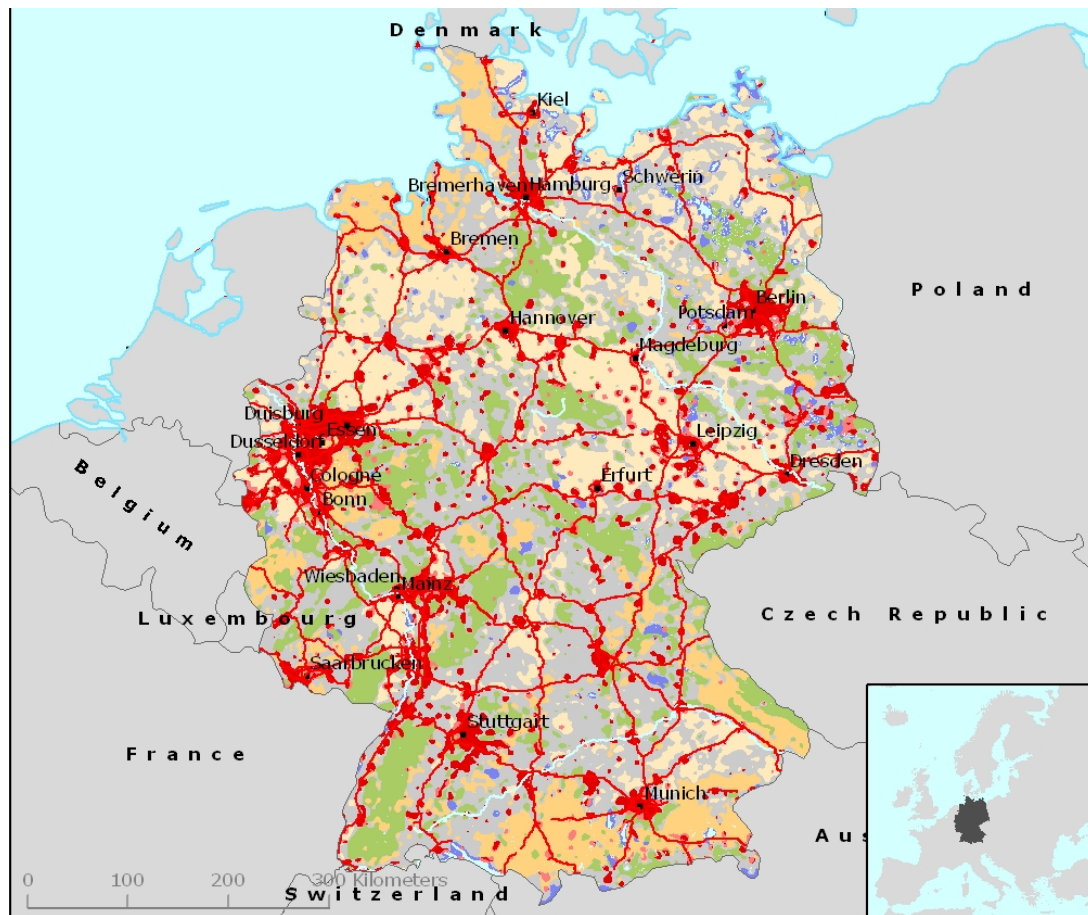 Denmark
Kiel
Schwerin
Bremerhaven
Hamburg
Bremen
Poland
Berlin
Potsdam
Hannover
Magdeburg
Duisburg
Essen
Dusseldorf
Leipzig
Dresden
Cologne
Erfurt
Bonn
Belgium
Wiesbaden
Mainz
Luxembourg
Czech Republic
Saarbrucken
Stuttgart
France
Munich
Aus
0 100 200 300 Kilometers
Switzerland